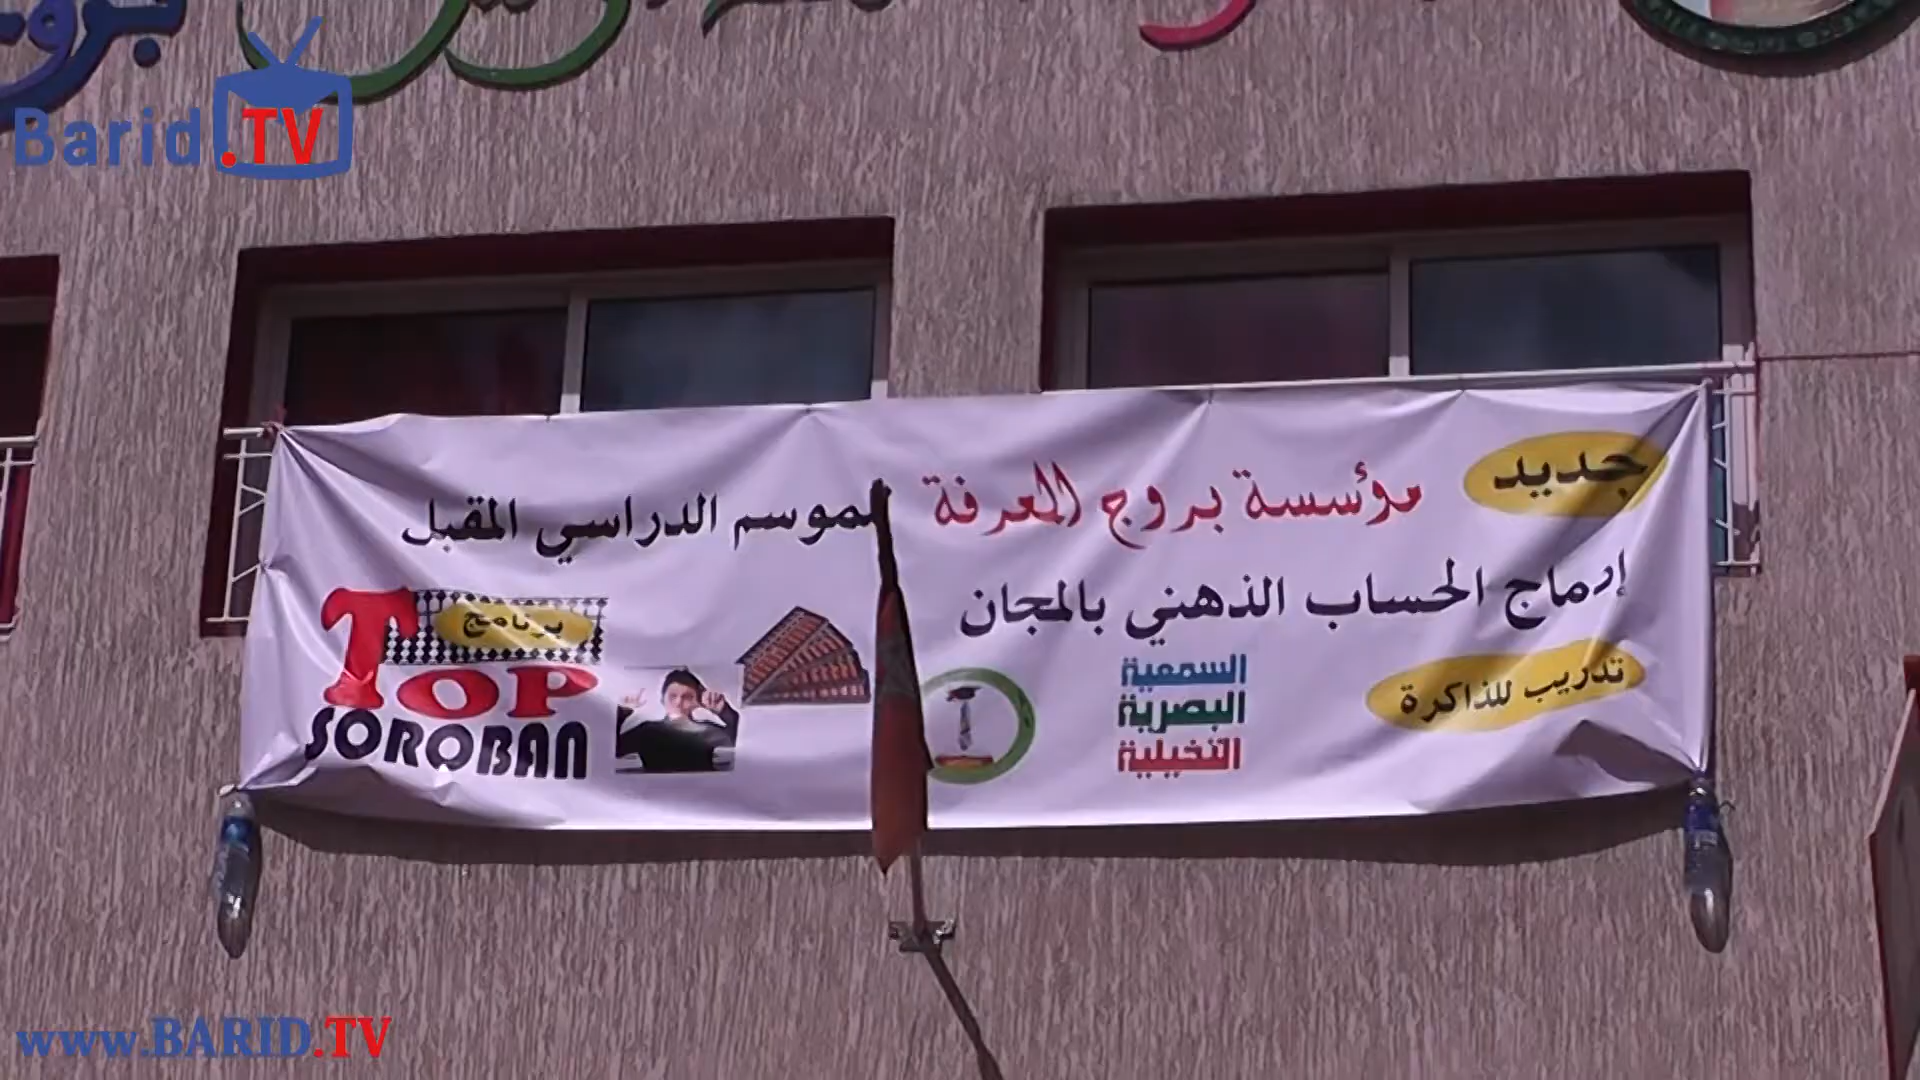 Barid.TV
جديد
مؤسسة بروج المعرفة
للموسم الدراسي المقبل
إدماج الحساب الذهني بالمجان
تدريب للذاكرة
السمعية
البصرية
التخيلية
برنامج
TOP
SOROBAN
www.BARID.TV